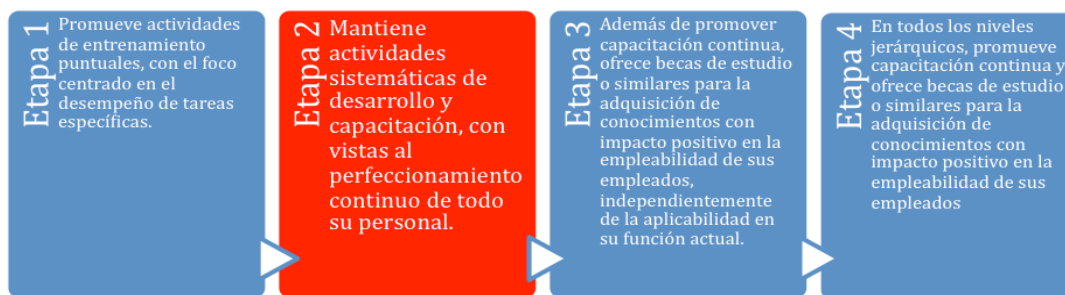 Etapa 1
Promueve actividades
de entrenamiento
puntuales, con el foco
centrado en el
desempeño de tareas
específicas.
Etapa 2
Mantiene
actividades
sistemáticas de
desarrollo y
capacitación, con
vistas al
perfeccionamiento
continuo de todo
su personal.
Etapa 3
Además de promover
capacitación continua,
ofrece becas de estudio
o similares para la
adquisición de
conocimientos con
impacto positivo en la
empleabilidad de sus
empleados,
independientemente
de la aplicabilidad en
su función actual.
Etapa 4
En todos los niveles
jerárquicos, promueve
capacitación continua y
ofrece becas de estudio
o similares para la
adquisición de
conocimientos con
impacto positivo en la
empleabilidad de sus
empleados